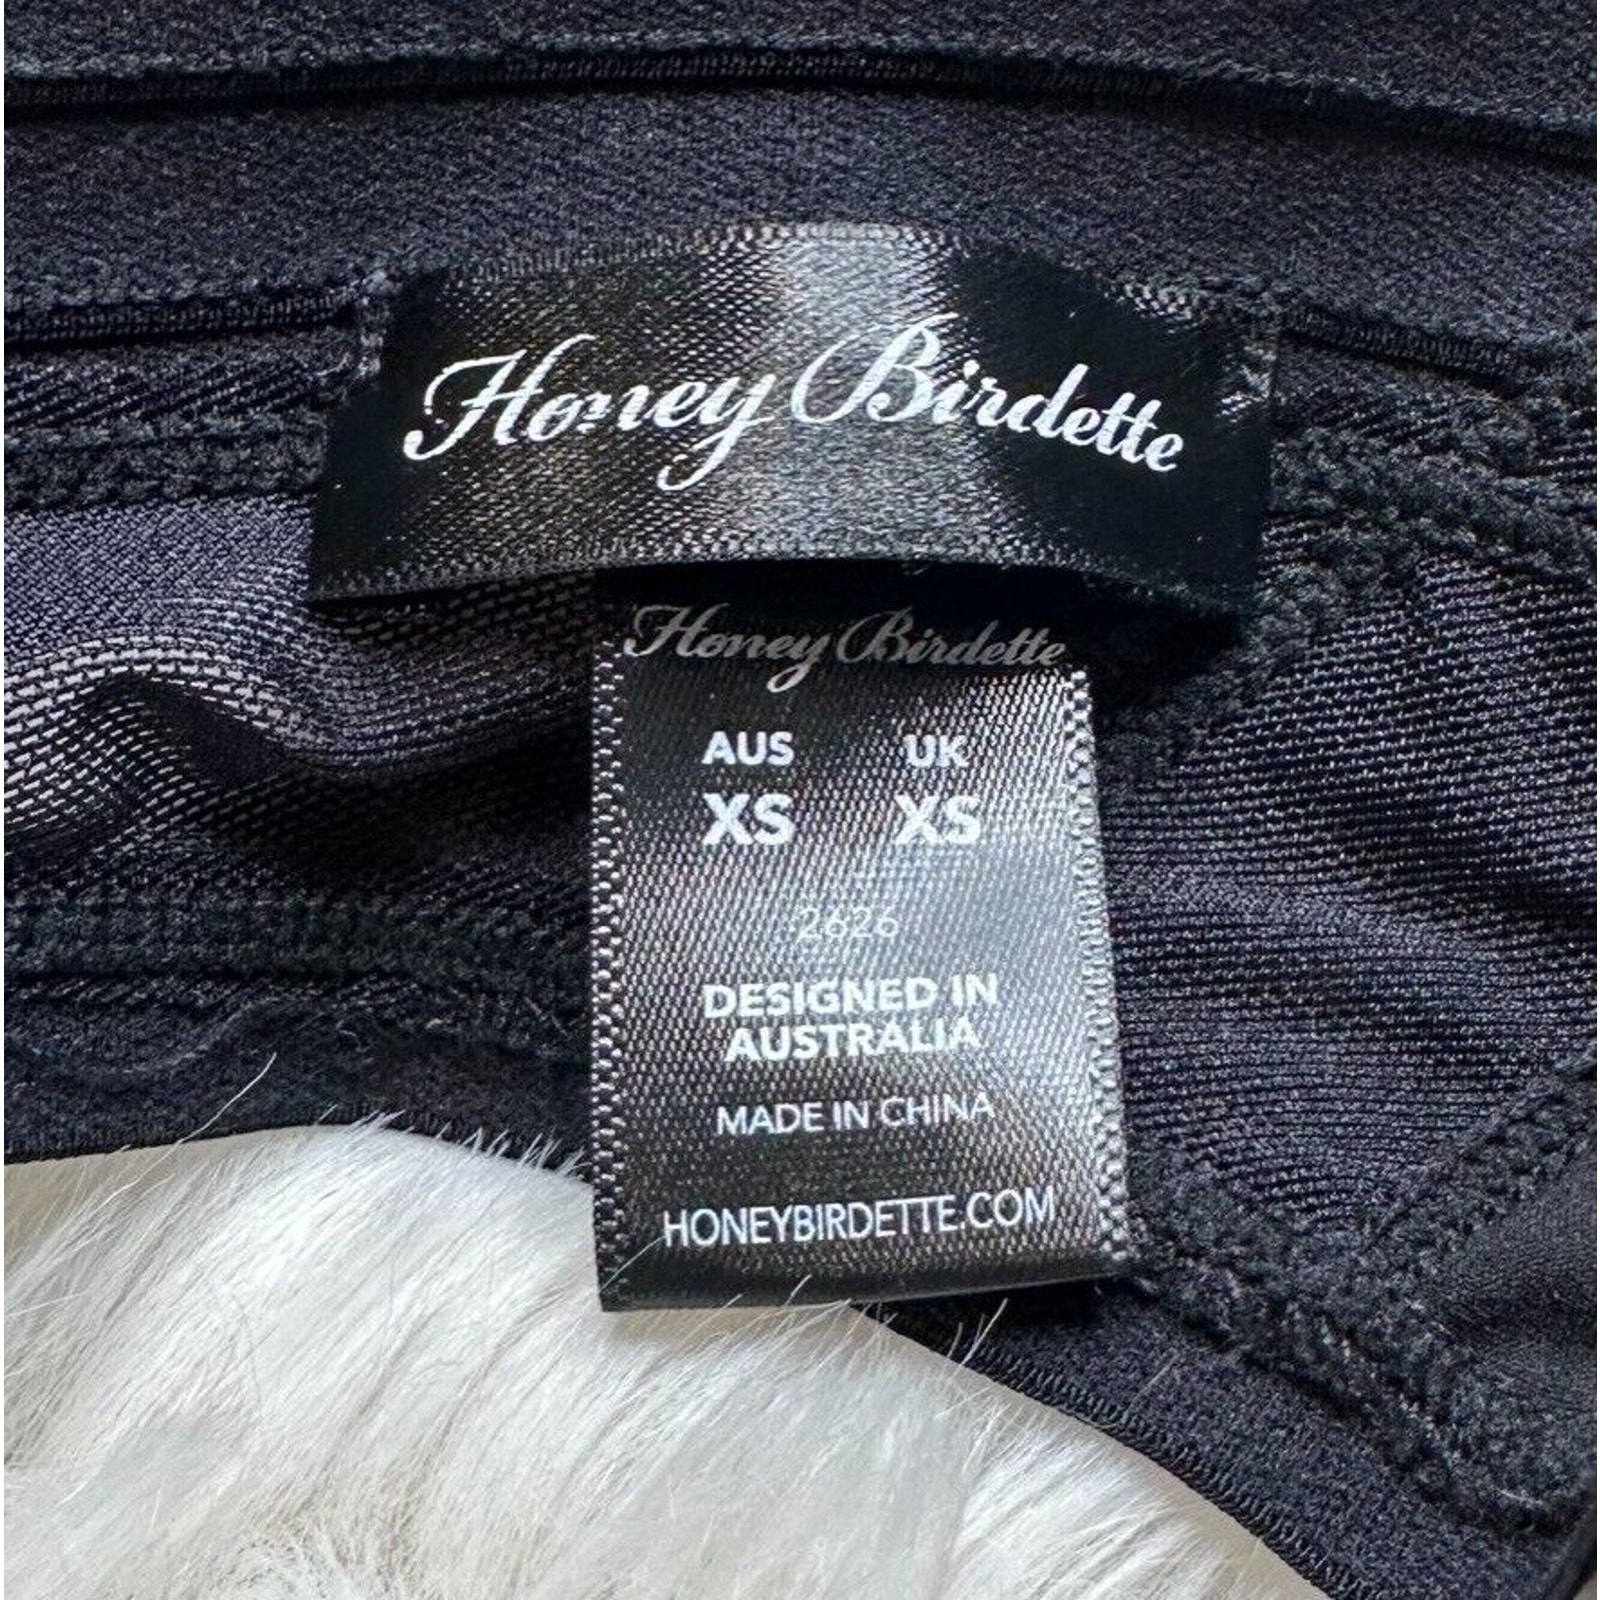 Honey Birdette
Honey Birdette
AUS UK
XS XS
2626
DESIGNED IN
AUSTRALIA
MADE IN CHINA
HONEYBIRDETTE.COM